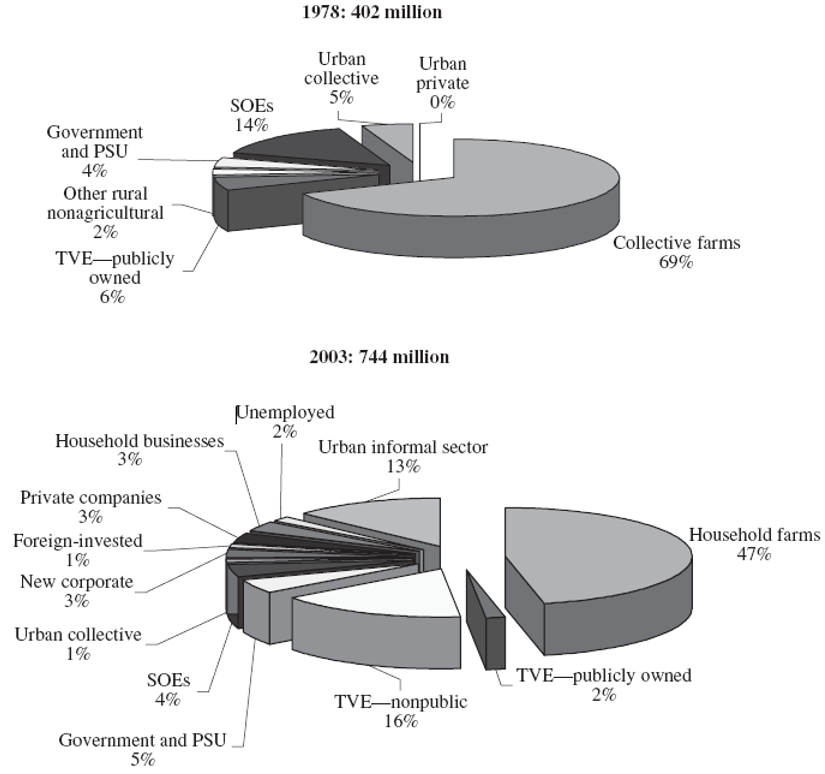 1978: 402 million
Urban
collective
5%
Urban
private
0%
SOEs
14%
Government
and PSU
4%
Other rural
nonagricultural
2%
TVE—publicly
owned
6%
Collective farms
69%
2003: 744 million
Unemployed
2%
Household businesses
3%
Urban informal sector
13%
Private companies
3%
Foreign-invested
1%
New corporate
3%
Urban collective
1%
SOEs
4%
Government and PSU
5%
TVE—nonpublic
16%
TVE—publicly owned
2%
Household farms
47%